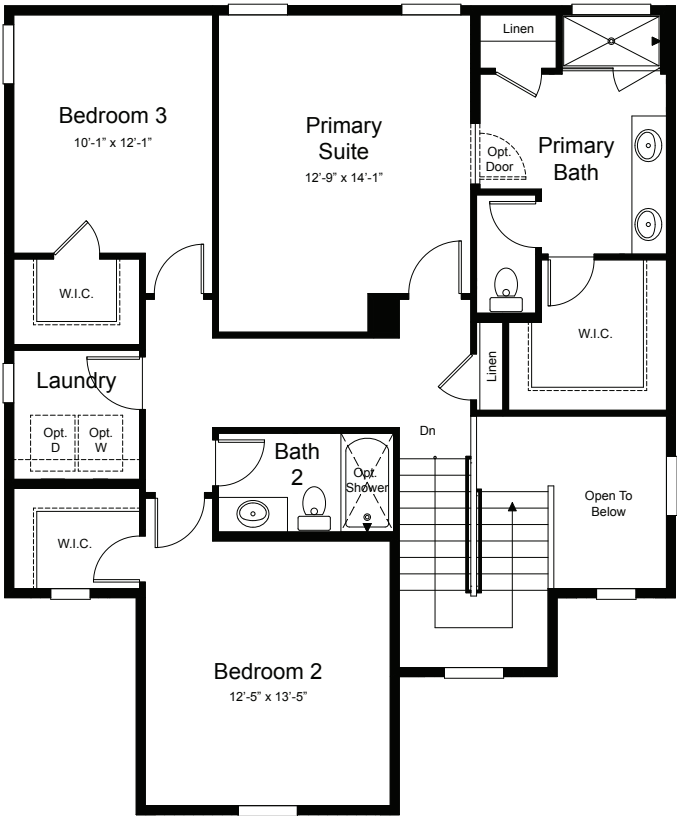 Linen
Bedroom 3
10’-1” x 12’-1”
Primary
Suite
12’-9” x 14’-1”
Opt.
Door
Primary
Bath
W.I.C.
W.I.C.
Laundry
Linen
Opt.
D
Opt.
W
Dn
Bath
2
Opt.
Shower
Open To
Below
W.I.C.
Bedroom 2
12’-5” x 13’-5”